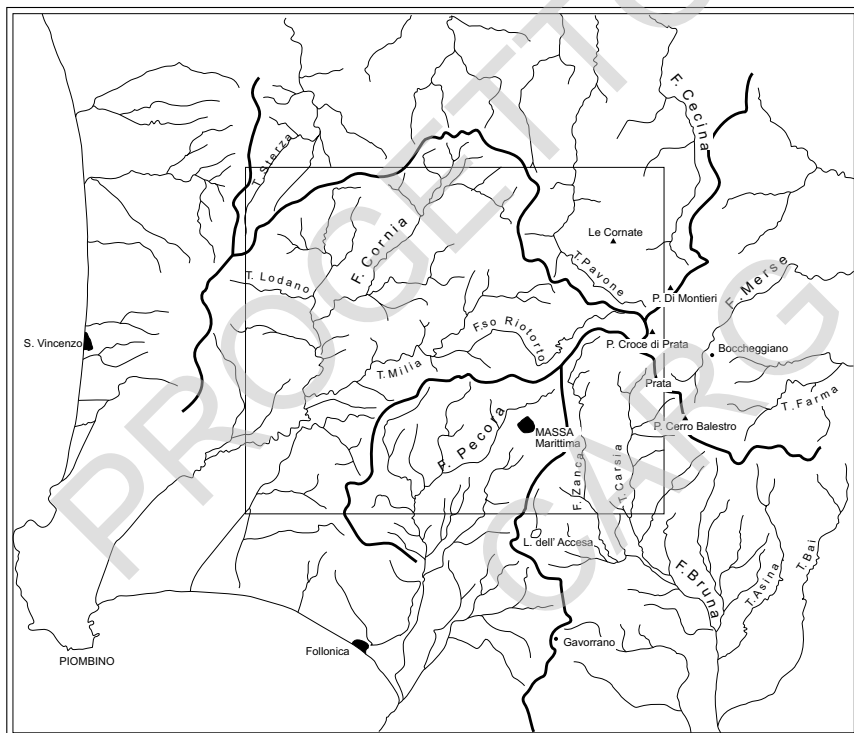 F. Cecina
T. Sterza
Le Cornate
F. Cornia
T. Pavone
F. Merse
T. Lodano
P. Di Montieri
F.so Riotorto
P. Croce di Prata
S. Vincenzo
Boccheggiano
T. Milia
Prata
T. Farma
F. Pecora
MASSA
Marittima
P. Cerro Balestro
F. Zanca
T. Carsia
L. dell' Accesa
F. Bruna
T. Asina
T. Bai
Follonica
Gavorrano
PIOMBINO
PROGETTO
CARG